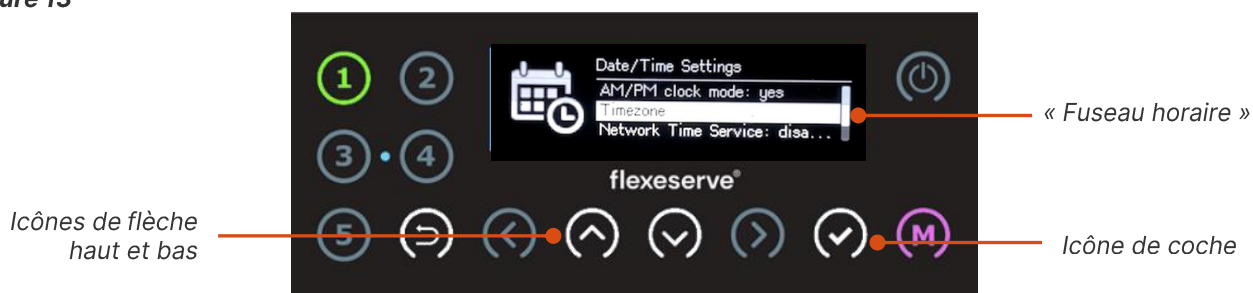 ure 13
1
2
Date/Time Settings
AM/PM clock mode: yes
Timezone
Network Time Service: disa...
« Fuseau horaire »
3
4
flexeserve®
Icônes de flèche
haut et bas
5
M
Icône de coche